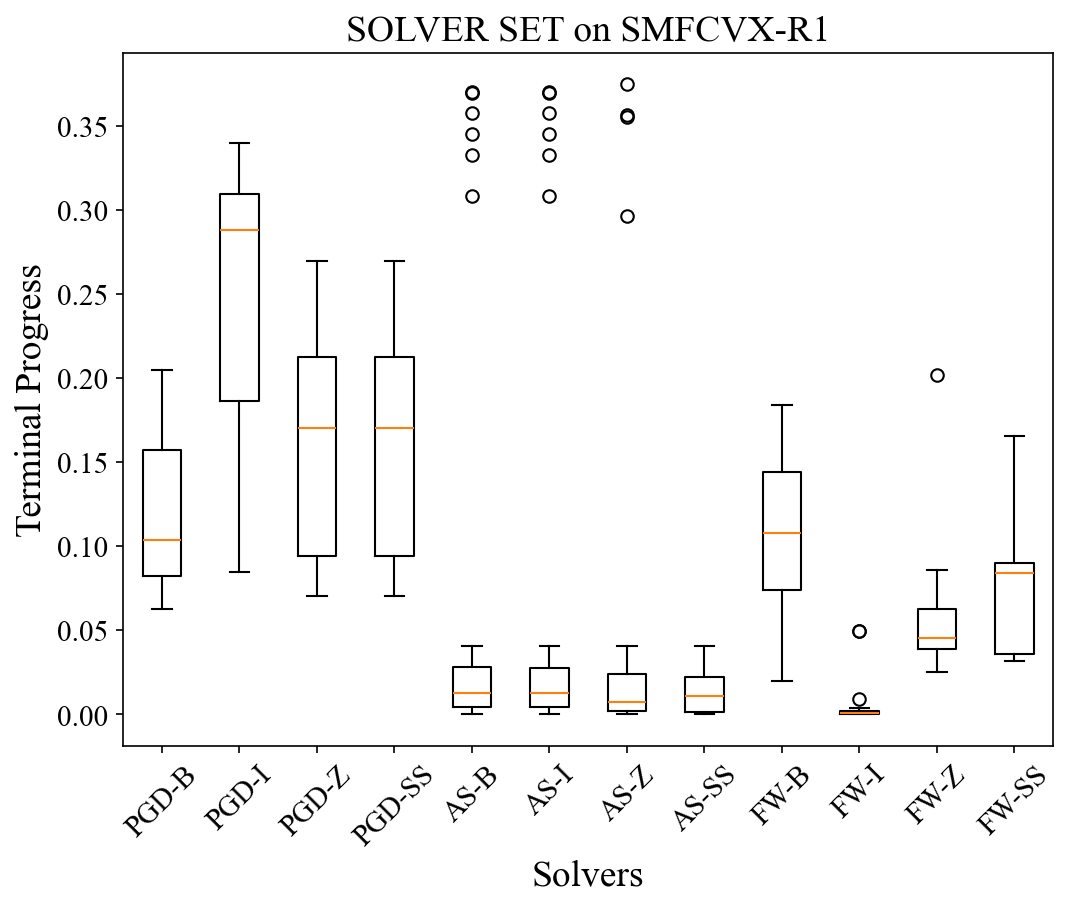 SOLVER SET on SMFCVX-R1
Terminal Progress
0.35
0.30
0.25
0.20
0.15
0.10
0.05
0.00
PGD-B
PGD-I
PGD-Z
PGD-SS
AS-B
AS-I
AS-Z
AS-SS
FW-B
FW-I
FW-Z
FW-SS
Solvers